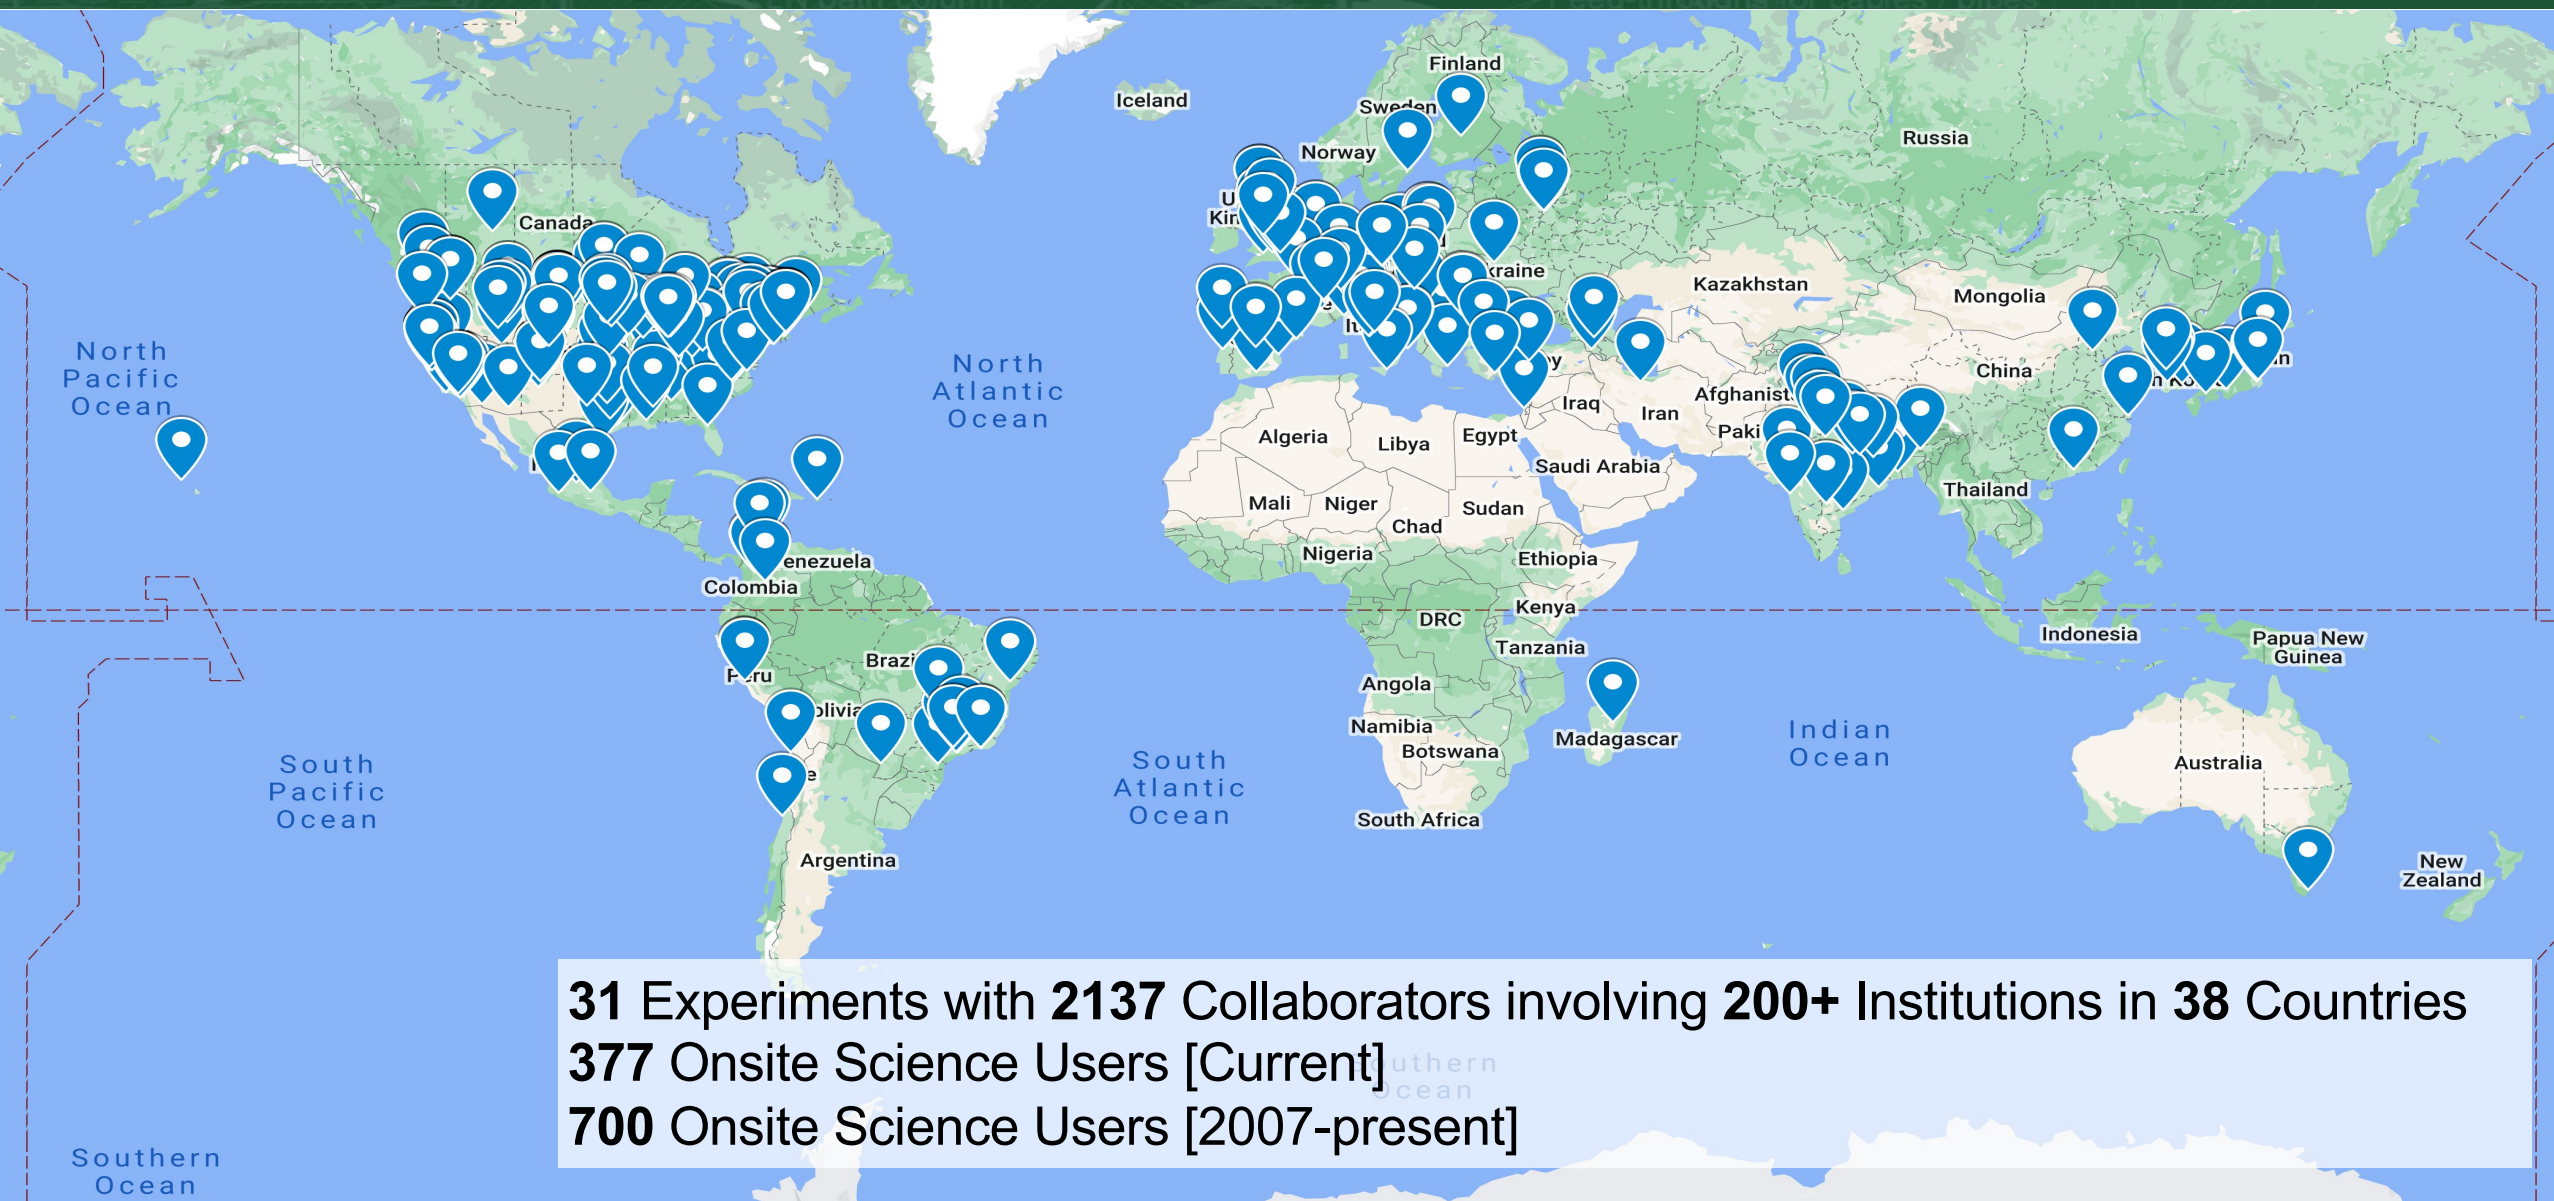 Finland
Iceland
Sweden
Russia
Norway
Canada
Kazakhstan
Mongolia
North
Pacific
Ocean
North
Atlantic
Ocean
China
Iraq
Iran
Algeria
Libya
Egypt
Saudi Arabia
Mali
Niger
Chad
Sudan
Thailand
Nigeria
Ethiopia
Colombia
Kenya
DRC
Tanzania
Indonesia
Papua New
Guinea
Angola
Namibia
Botswana
Madagascar
Indian
Ocean
South
Pacific
Ocean
South
Atlantic
Ocean
Australia
South Africa
Argentina
New
Zealand
31 Experiments with 2137 Collaborators involving 200+ Institutions in 38 Countries
377 Onsite Science Users [Current]
700 Onsite Science Users [2007-present]
Ocean
Southern
Ocean